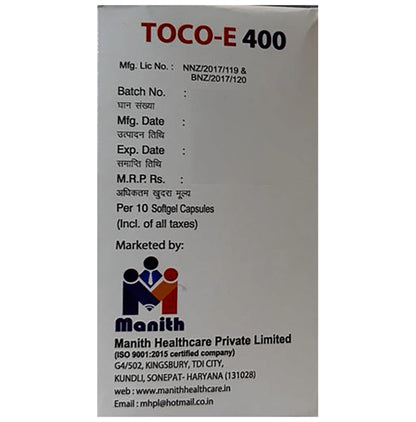 TOCO-E 400
Mfg. Lic No. : NNZ/2017/119 &
BNZ/2017/120
Batch No. :
घान संख्या
Mfg. Date :
उत्पादन तिथि
Exp. Date :
समाप्ति तिथि
M.R.P. Rs. :
अधिकतम खुदरा मूल्य
Per 10 Softgel Capsules
(Incl. of all taxes)
Marketed by:
Manith
Manith Healthcare Private Limited
(ISO 9001:2015 certified company)
G4/502, KINGSBURY, TDI CITY,
KUNDLI, SONEPAT- HARYANA (131028)
web : www.manithhealthcare.in
Email : mhpl@hotmail.co.in